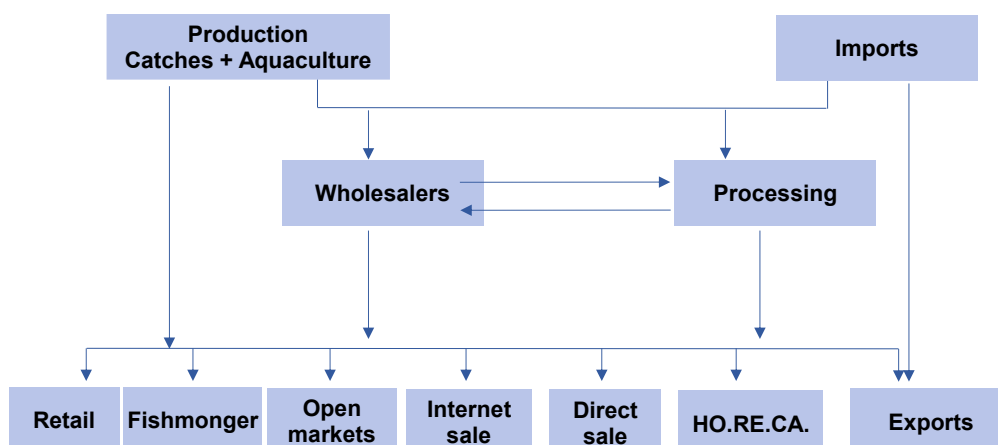 Production
Catches + Aquaculture
Imports
Wholesalers
Processing
Retail
Fishmonger
Open
markets
Internet
sale
Direct
sale
HO.RE.CA.
Exports